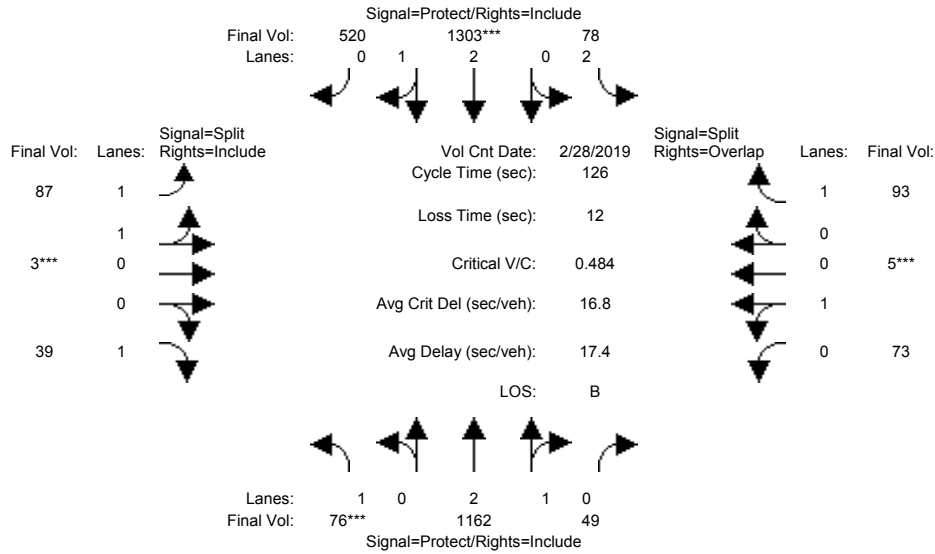 Signal=Protect/Rights=Include
Final Vol: 520 1303*** 78
Lanes: 0 1 2 0 2
Signal=Split Signal=Split
Final Vol: Lanes: Rights=Include Vol Cnt Date: 2/28/2019 Rights=Overlap Lanes: Final Vol:
Cycle Time (sec): 126
87 1 1 93
Loss Time (sec): 12
1 0
3*** 0 Critical V/C: 0.484 0 5***
0 Avg Crit Del (sec/veh): 16.8 1
39 1 Avg Delay (sec/veh): 17.4 0 73
LOS: B
Lanes: 1 0 2 1 0
Final Vol: 76*** 1162 49
Signal=Protect/Rights=Include